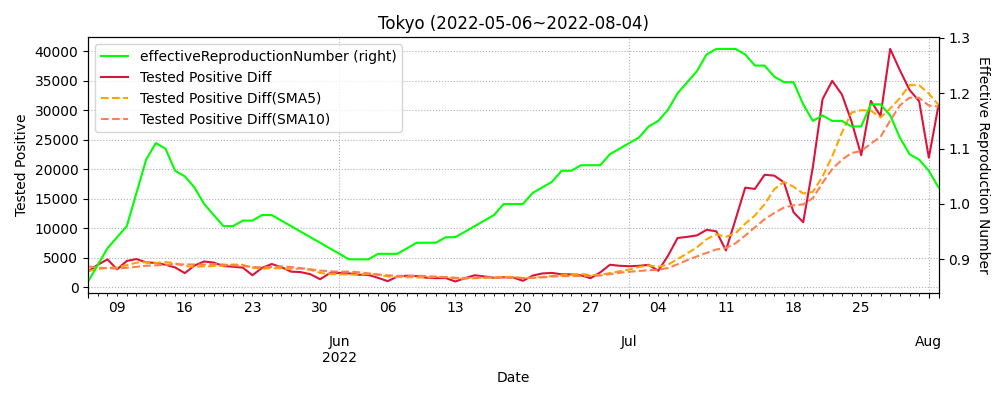 Tokyo (2022-05-06~2022-08-04)
effectiveReproductionNumber (right)
Tested Positive Diff
Tested Positive Diff(SMA5)
Tested Positive Diff(SMA10)
Tested Positive
40000
35000
30000
25000
20000
15000
10000
5000
0
1.3
1.2
1.1
1.0
0.9
Effective Reproduction Number
09 16 23 30 06 13 20 27 04 11 18 25
Jun Jul Aug
2022
Date